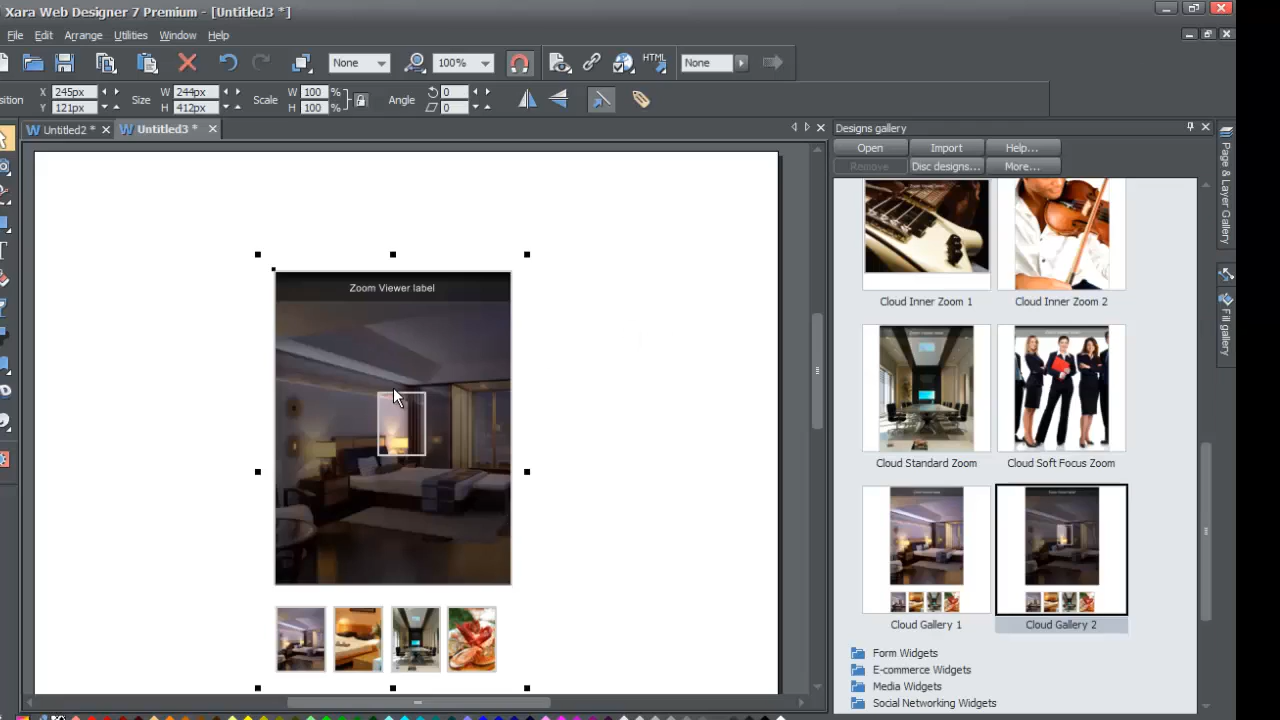 Xara Web Designer 7 Premium - [Untitled3 *]
File Edit Arrange Utilities Window Help
None 100% HTML None
X 245px W 244px W 100 % 0
Size Scale Angle
Y 121px H 412px H 100 % 0
Untitled2 * Untitled3 *
Designs gallery
Open Import Help...
Remove Disc designs... More...
Zoom Viewer label
Cloud Inner Zoom 1 Cloud Inner Zoom 2
Cloud Standard Zoom Cloud Soft Focus Zoom
Cloud Gallery 1 Cloud Gallery 2
Form Widgets
E-commerce Widgets
Media Widgets
Social Networking Widgets
Page & Layer Gallery
Fill gallery